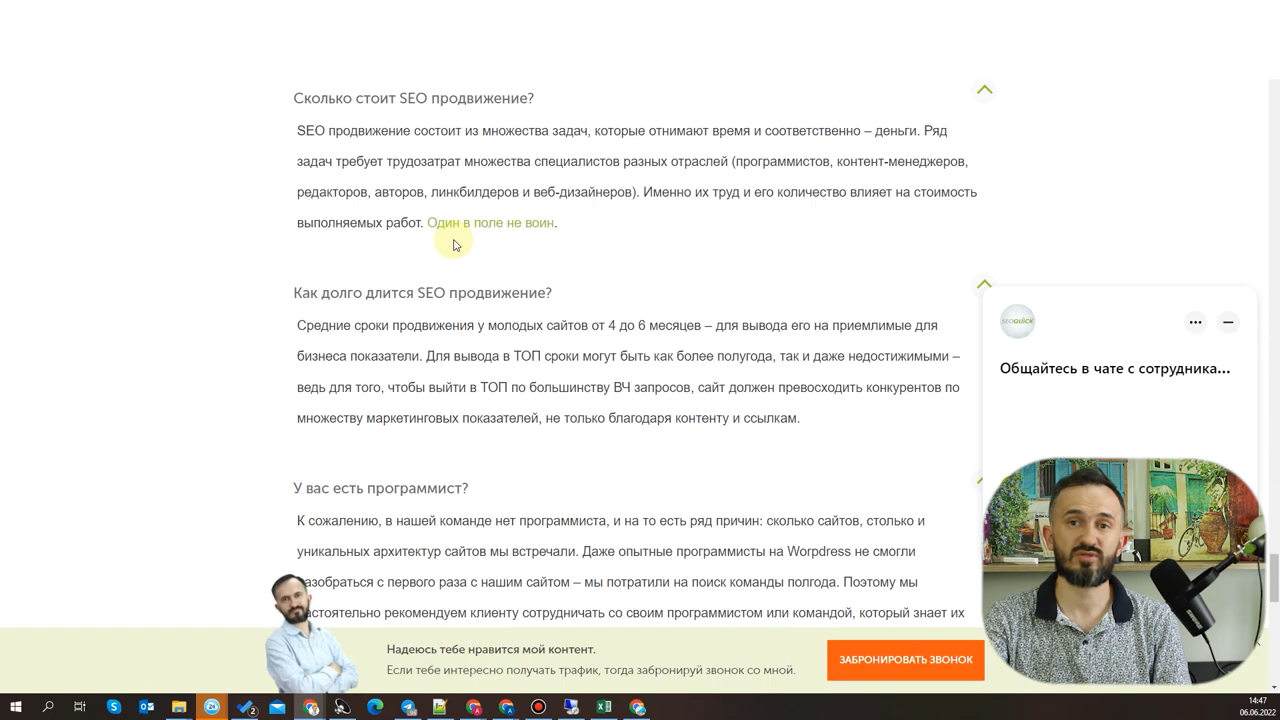 Сколько стоит SEO продвижение?
SEO продвижение состоит из множества задач, которые отнимают время и соответственно – деньги. Ряд
задач требует трудозатрат множества специалистов разных отраслей (программистов, контент-менеджеров,
редакторов, авторов, линкбилдеров и веб-дизайнеров). Именно их труд и его количество влияет на стоимость
выполняемых работ. Один в поле не воин.
Как долго длится SEO продвижение?
Средние сроки продвижения у молодых сайтов от 4 до 6 месяцев – для вывода его на приемлимые для
бизнеса показатели. Для вывода в ТОП сроки могут быть как более полугода, так и даже недостижимыми –
ведь для того, чтобы выйти в ТОП по большинству ВЧ запросов, сайт должен превосходить конкурентов по
множеству маркетинговых показателей, не только благодаря контенту и ссылкам.
SEOQUICK
Общайтесь в чате с сотрудника...
У вас есть программист?
К сожалению, в нашей команде нет программиста, и на то есть ряд причин: сколько сайтов, столько и
уникальных архитектур сайтов мы встречали. Даже опытные программисты на Worpdress не смогли
разобраться с первого раза с нашим сайтом – мы потратили на поиск команды полгода. Поэтому мы
настоятельно рекомендуем клиенту сотрудничать со своим программистом или командой, который знает их
Надеюсь тебе нравится мой контент.
Если тебе интересно получать трафик, тогда забронируй звонок со мной.
ЗАБРОНИРОВАТЬ ЗВОНОК
24
2
14:47
06.06.2022